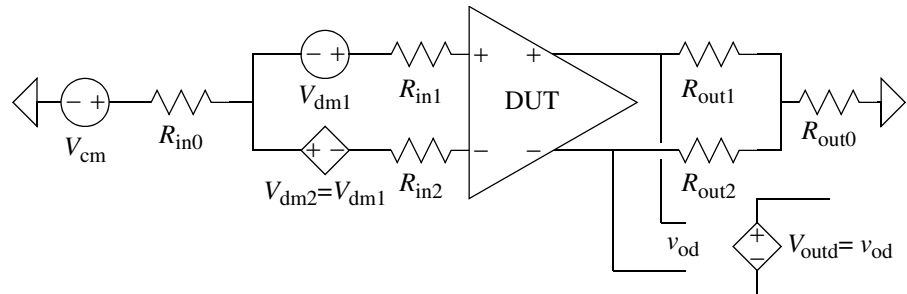 + +
− + DUT
− +
V_dm1
R_in1
R_out1
V_cm
R_in0
R_out0
+ −
− −
V_dm2=V_dm1
R_in2
R_out2
v_od
+
−
V_outd= v_od